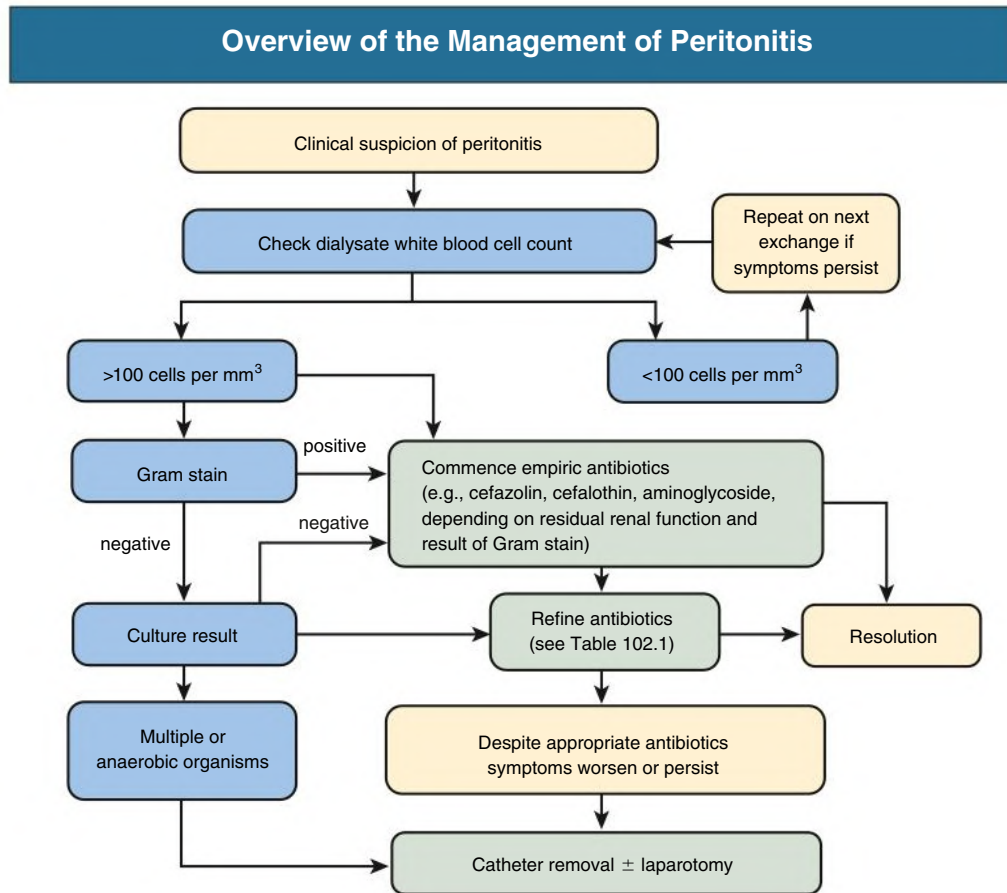 Overview of the Management of Peritonitis
Clinical suspicion of peritonitis
Check dialysate white blood cell count
Repeat on next
exchange if
symptoms persist
>100 cells per mm³
<100 cells per mm³
Gram stain
positive
negative
negative
Commence empiric antibiotics
(e.g., cefazolin, cefalothin, aminoglycoside,
depending on residual renal function and
result of Gram stain)
Culture result
Refine antibiotics
(see Table 102.1)
Resolution
Multiple or
anaerobic organisms
Despite appropriate antibiotics
symptoms worsen or persist
Catheter removal ± laparotomy